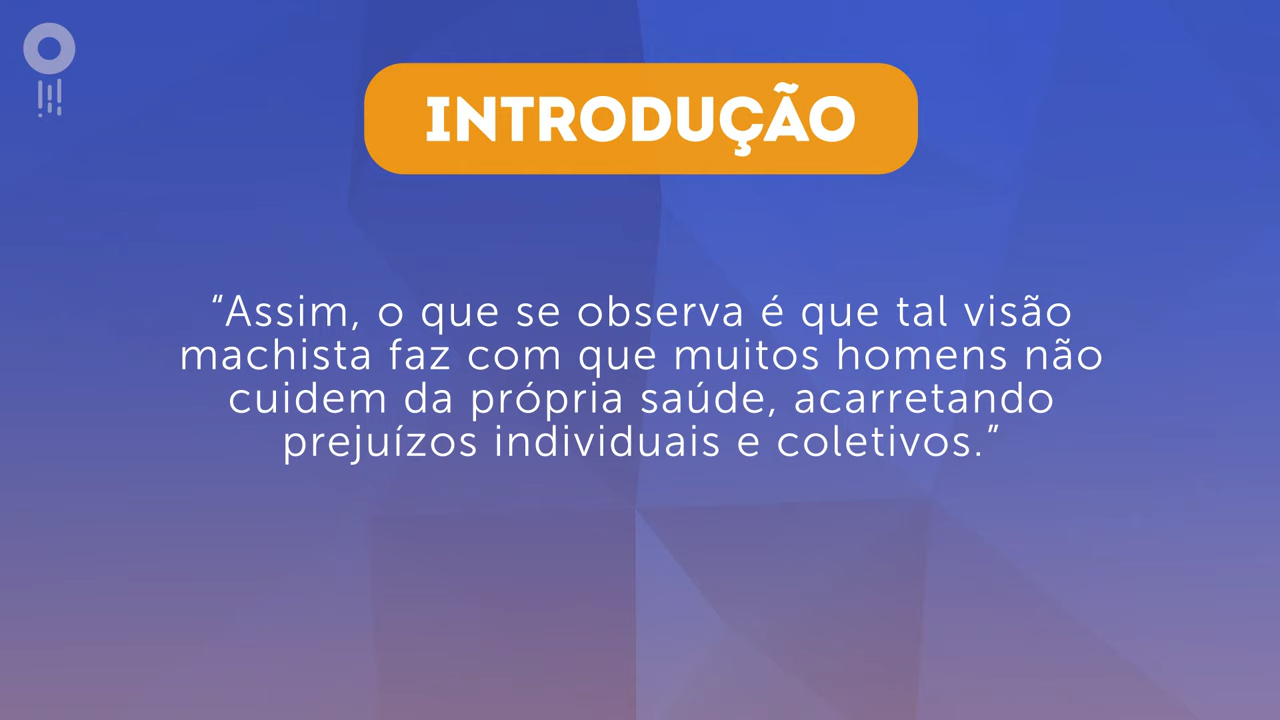 INTRODUÇÃO
“Assim, o que se observa é que tal visão
machista faz com que muitos homens não
cuidem da própria saúde, acarretando
prejuízos individuais e coletivos.”